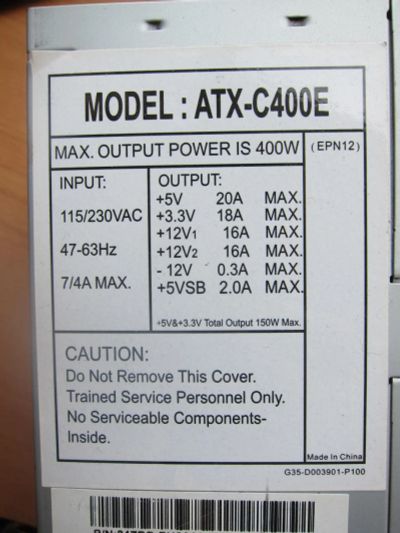 MODEL : ATX-C400E
MAX. OUTPUT POWER IS 400W
(EPN12)
INPUT:
115/230VAC
47-63Hz
7/4A MAX.
OUTPUT:
+5V 20A MAX.
+3.3V 18A MAX.
+12V1 16A MAX.
+12V2 16A MAX.
- 12V 0.3A MAX.
+5VSB 2.0A MAX.
+5V&+3.3V Total Output 150W Max.
CAUTION:
Do Not Remove This Cover.
Trained Service Personnel Only.
No Serviceable Components-
Inside.
Made In China
G35-D003901-P100